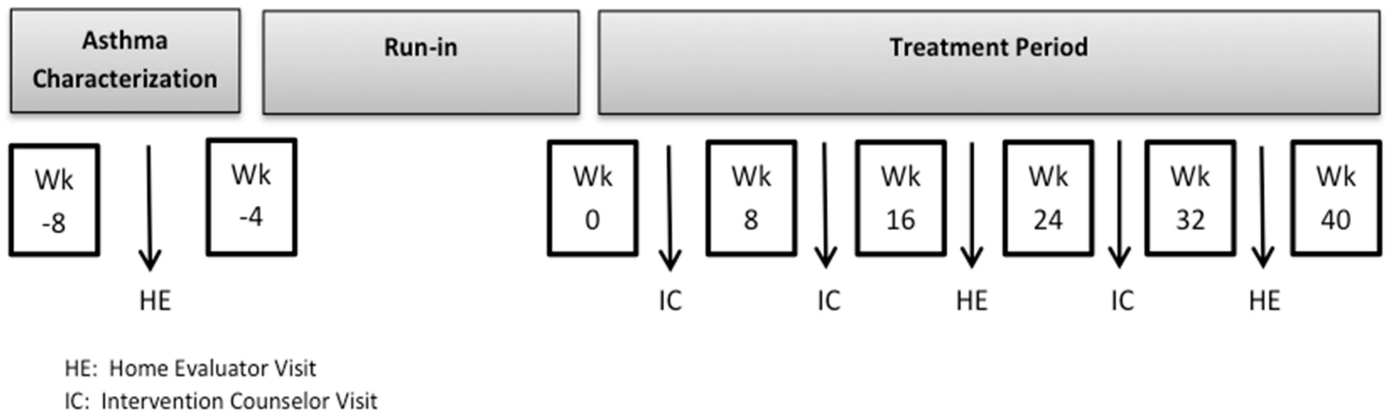 Asthma
Characterization
Run-in
Treatment Period
Wk
-8
Wk
-4
Wk
0
Wk
8
Wk
16
Wk
24
Wk
32
Wk
40
HE
IC
IC
HE
IC
HE
HE: Home Evaluator Visit
IC: Intervention Counselor Visit